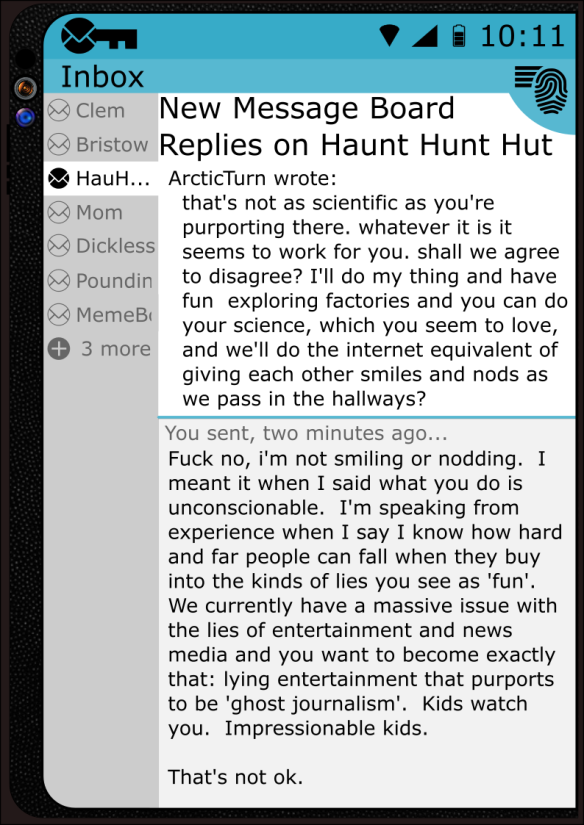 10:11
Inbox
Clem
Bristow
HauH...
Mom
Dickless
Poundin
MemeB
3 more
New Message Board
Replies on Haunt Hunt Hut
ArcticTurn wrote:
that's not as scientific as you're
purporting there. whatever it is it
seems to work for you. shall we agree
to disagree? I'll do my thing and have
fun  exploring factories and you can do
your science, which you seem to love,
and we'll do the internet equivalent of
giving each other smiles and nods as
we pass in the hallways?
You sent, two minutes ago...
Fuck no, i'm not smiling or nodding.  I
meant it when I said what you do is
unconscionable.  I'm speaking from
experience when I say I know how hard
and far people can fall when they buy
into the kinds of lies you see as 'fun'.
We currently have a massive issue with
the lies of entertainment and news
media and you want to become exactly
that: lying entertainment that purports
to be 'ghost journalism'.  Kids watch
you.  Impressionable kids.
That's not ok.